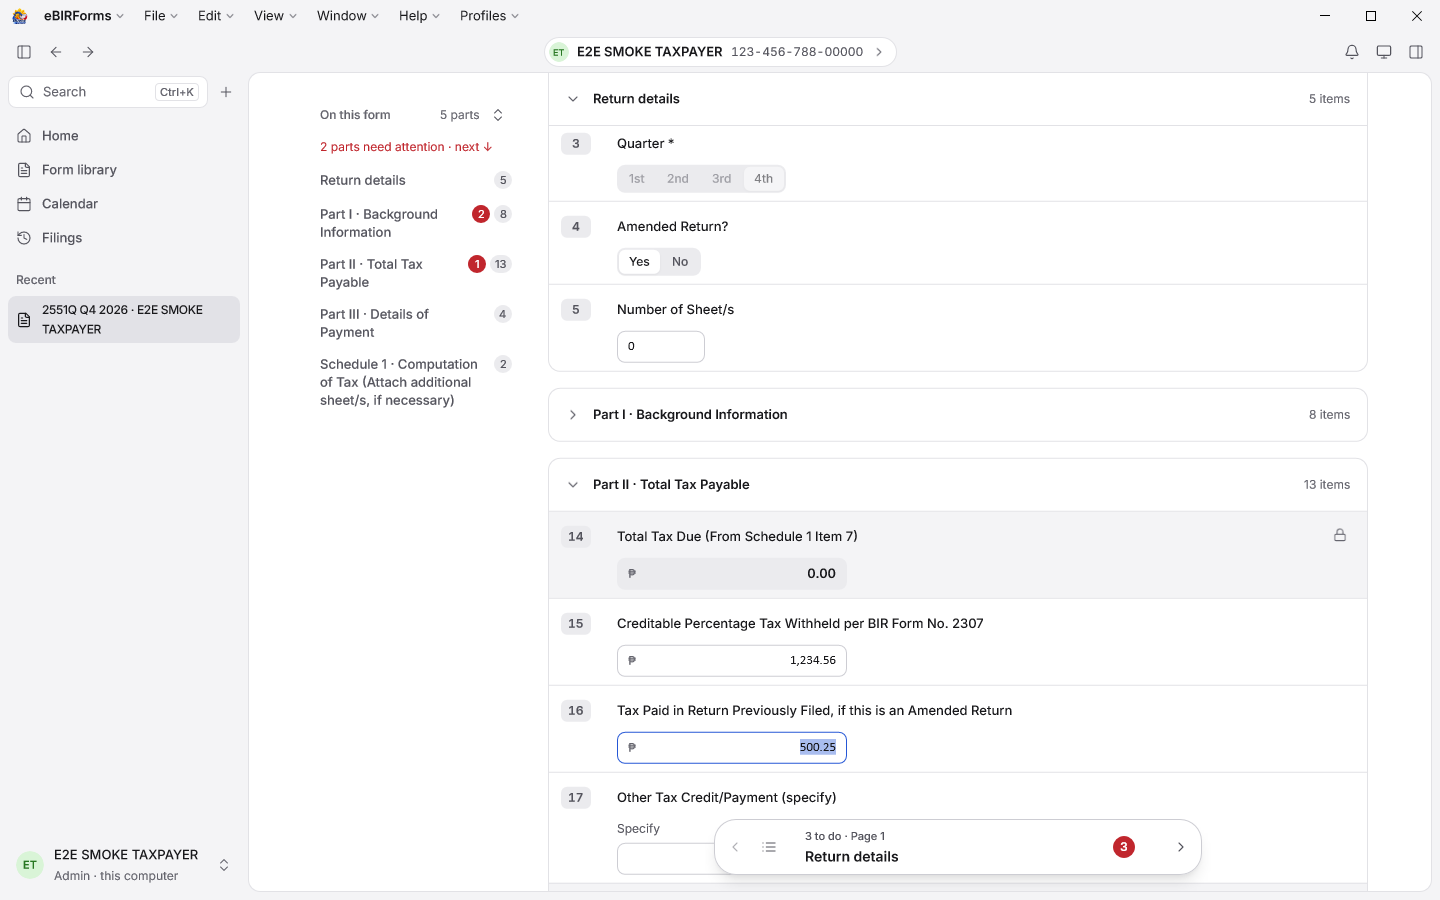 eBIRForms File Edit View Window Help Profiles
ET E2E SMOKE TAXPAYER 123-456-788-00000
Search Ctrl+K
Home
Form library
Calendar
Filings
Recent
2551Q Q4 2026 · E2E SMOKE
TAXPAYER
ET
E2E SMOKE TAXPAYER
Admin · this computer
On this form 5 parts
2 parts need attention · next ↓
Return details 5
Part I · Background
Information 2 8
Part II · Total Tax
Payable 1 13
Part III · Details of
Payment 4
Schedule 1 · Computation
of Tax (Attach additional
sheet/s, if necessary) 2
Return details 5 items
3 Quarter *
1st 2nd 3rd 4th
4 Amended Return?
Yes No
5 Number of Sheet/s
0
Part I · Background Information 8 items
Part II · Total Tax Payable 13 items
14 Total Tax Due (From Schedule 1 Item 7)
₱ 0.00
15 Creditable Percentage Tax Withheld per BIR Form No. 2307
₱ 1,234.56
16 Tax Paid in Return Previously Filed, if this is an Amended Return
₱ 500.25
17 Other Tax Credit/Payment (specify)
Specify
3 to do · Page 1
Return details
3